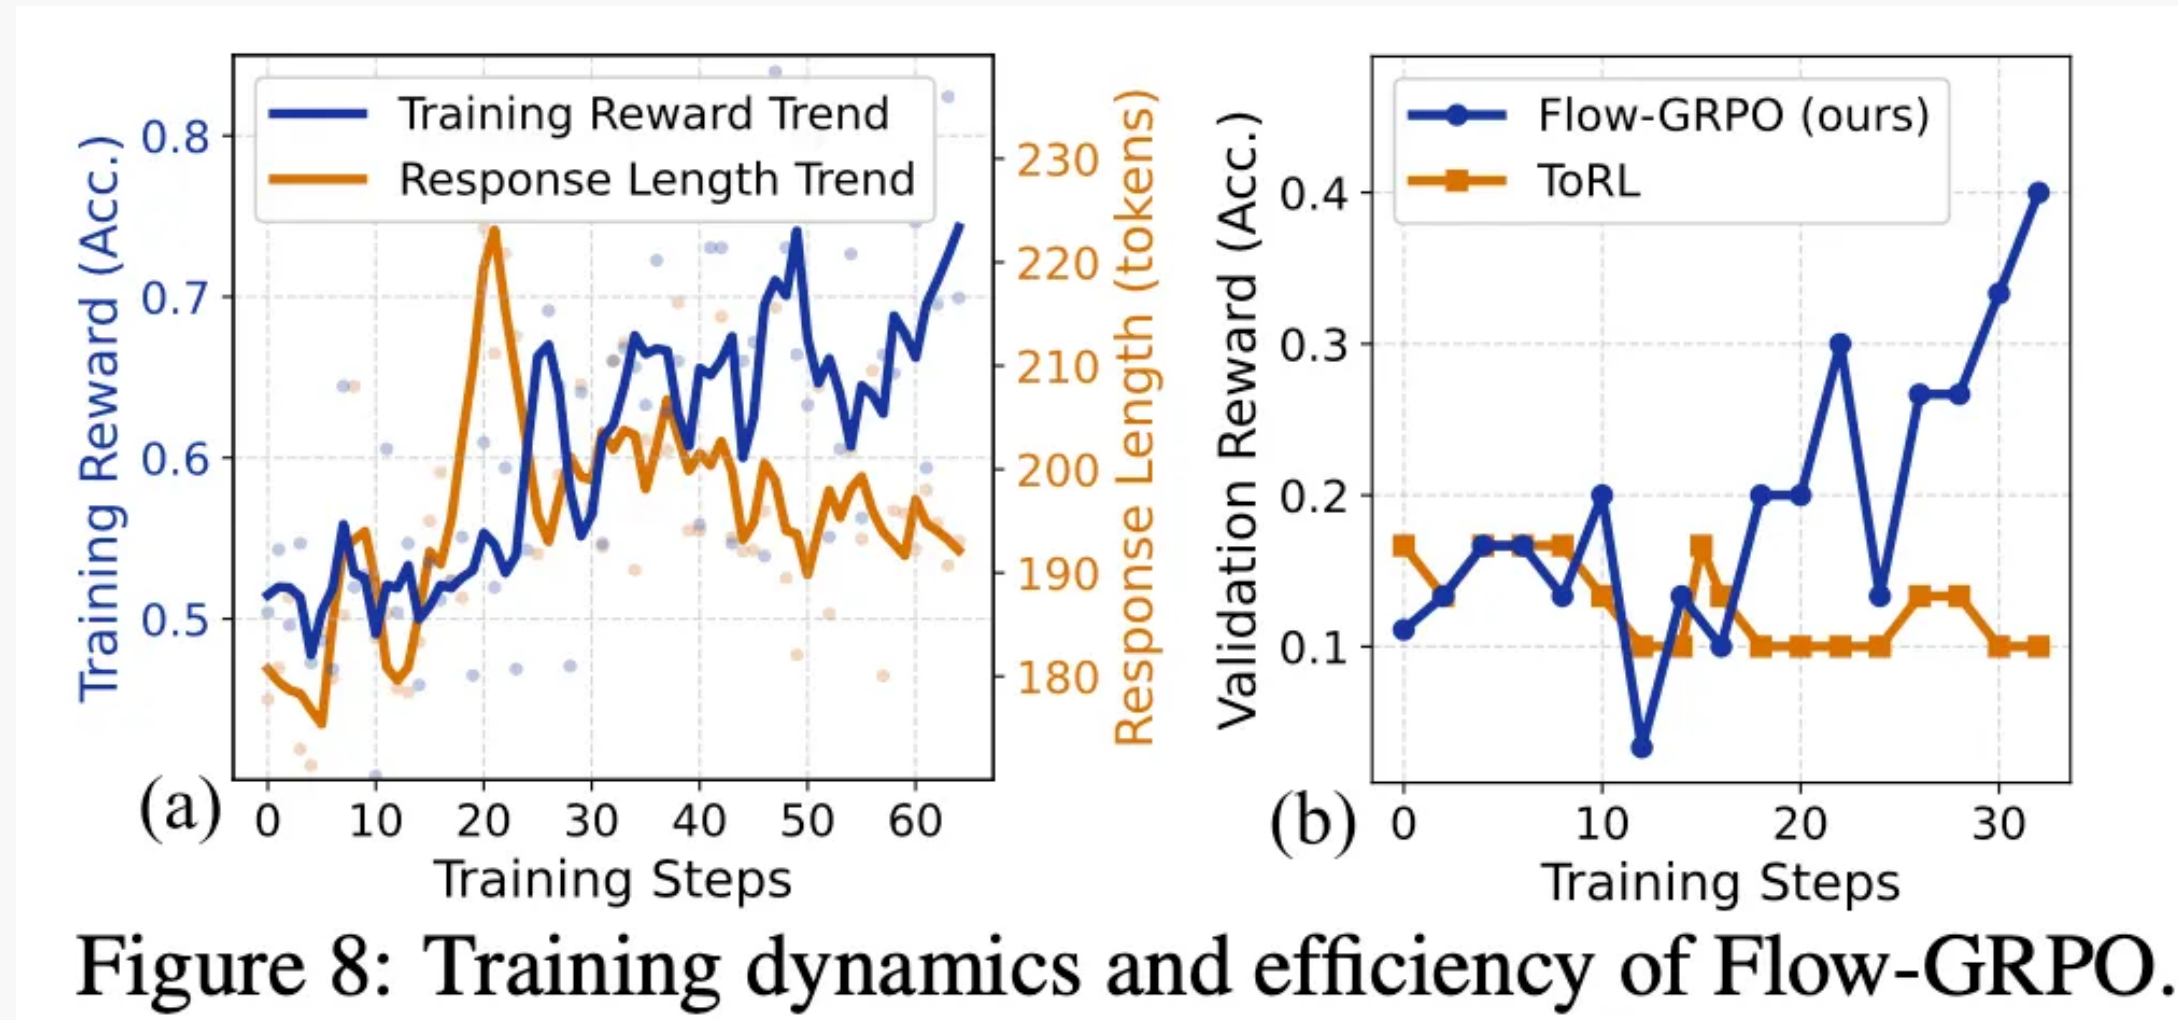 Training Reward Trend
Response Length Trend
Training Reward (Acc.)
0.8
0.7
0.6
0.5
Response Length (tokens)
230
220
210
200
190
180
0 10 20 30 40 50 60
Training Steps
(a)
Flow-GRPO (ours)
ToRL
Validation Reward (Acc.)
0.4
0.3
0.2
0.1
0 10 20 30
Training Steps
(b)
Figure 8: Training dynamics and efficiency of Flow-GRPO.